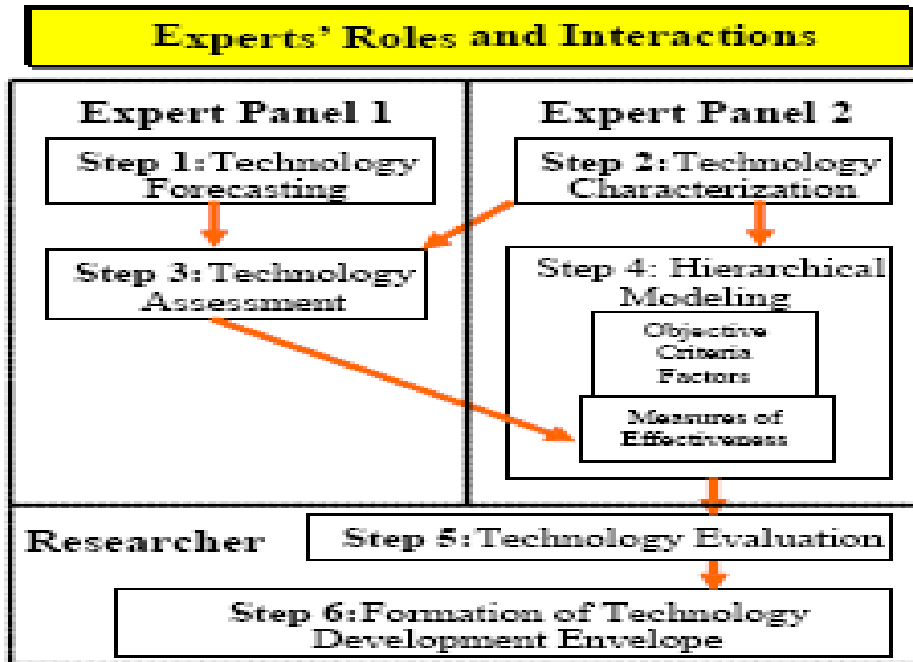 Experts' Roles and Interactions
Expert Panel 1
Step 1:Technology
Forecasting
Step 3:Technology
Assessment
Expert Panel 2
Step 2:Technology
Characterization
Step 4: Hierarchical
Modeling
Objective
Criteria
Factors
Measures of
Effectiveness
Researcher
Step 5:Technology Evaluation
Step 6:Formation of Technology
Development Envelope